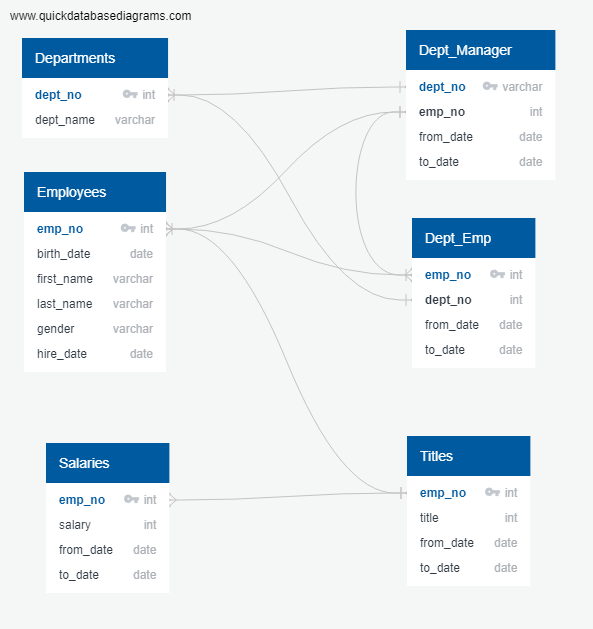 www.quickdatabasediagrams.com
Departments
dept_no int
dept_name varchar
Employees
emp_no int
birth_date date
first_name varchar
last_name varchar
gender varchar
hire_date date
Salaries
emp_no int
salary int
from_date date
to_date date
Dept_Manager
dept_no varchar
emp_no int
from_date date
to_date date
Dept_Emp
emp_no int
dept_no int
from_date date
to_date date
Titles
emp_no int
title int
from_date date
to_date date